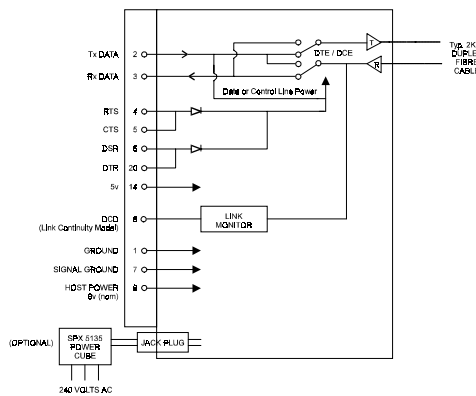 Tx DATA 2
Rx DATA 3
DTE / DCE
T
R
Typ. 2K
DUPLE
FIBRE
CABLE
Data or Control Line Power
RTS 4
CTS 5
DSR 6
DTR 20
5v 14
DCD 8
(Link Continuity Model)
LINK
MONITOR
GROUND 1
SIGNAL GROUND 7
HOST POWER 9
9v (nom)
(OPTIONAL)
SPX 5135
POWER
CUBE
JACK PLUG
240 VOLTS AC